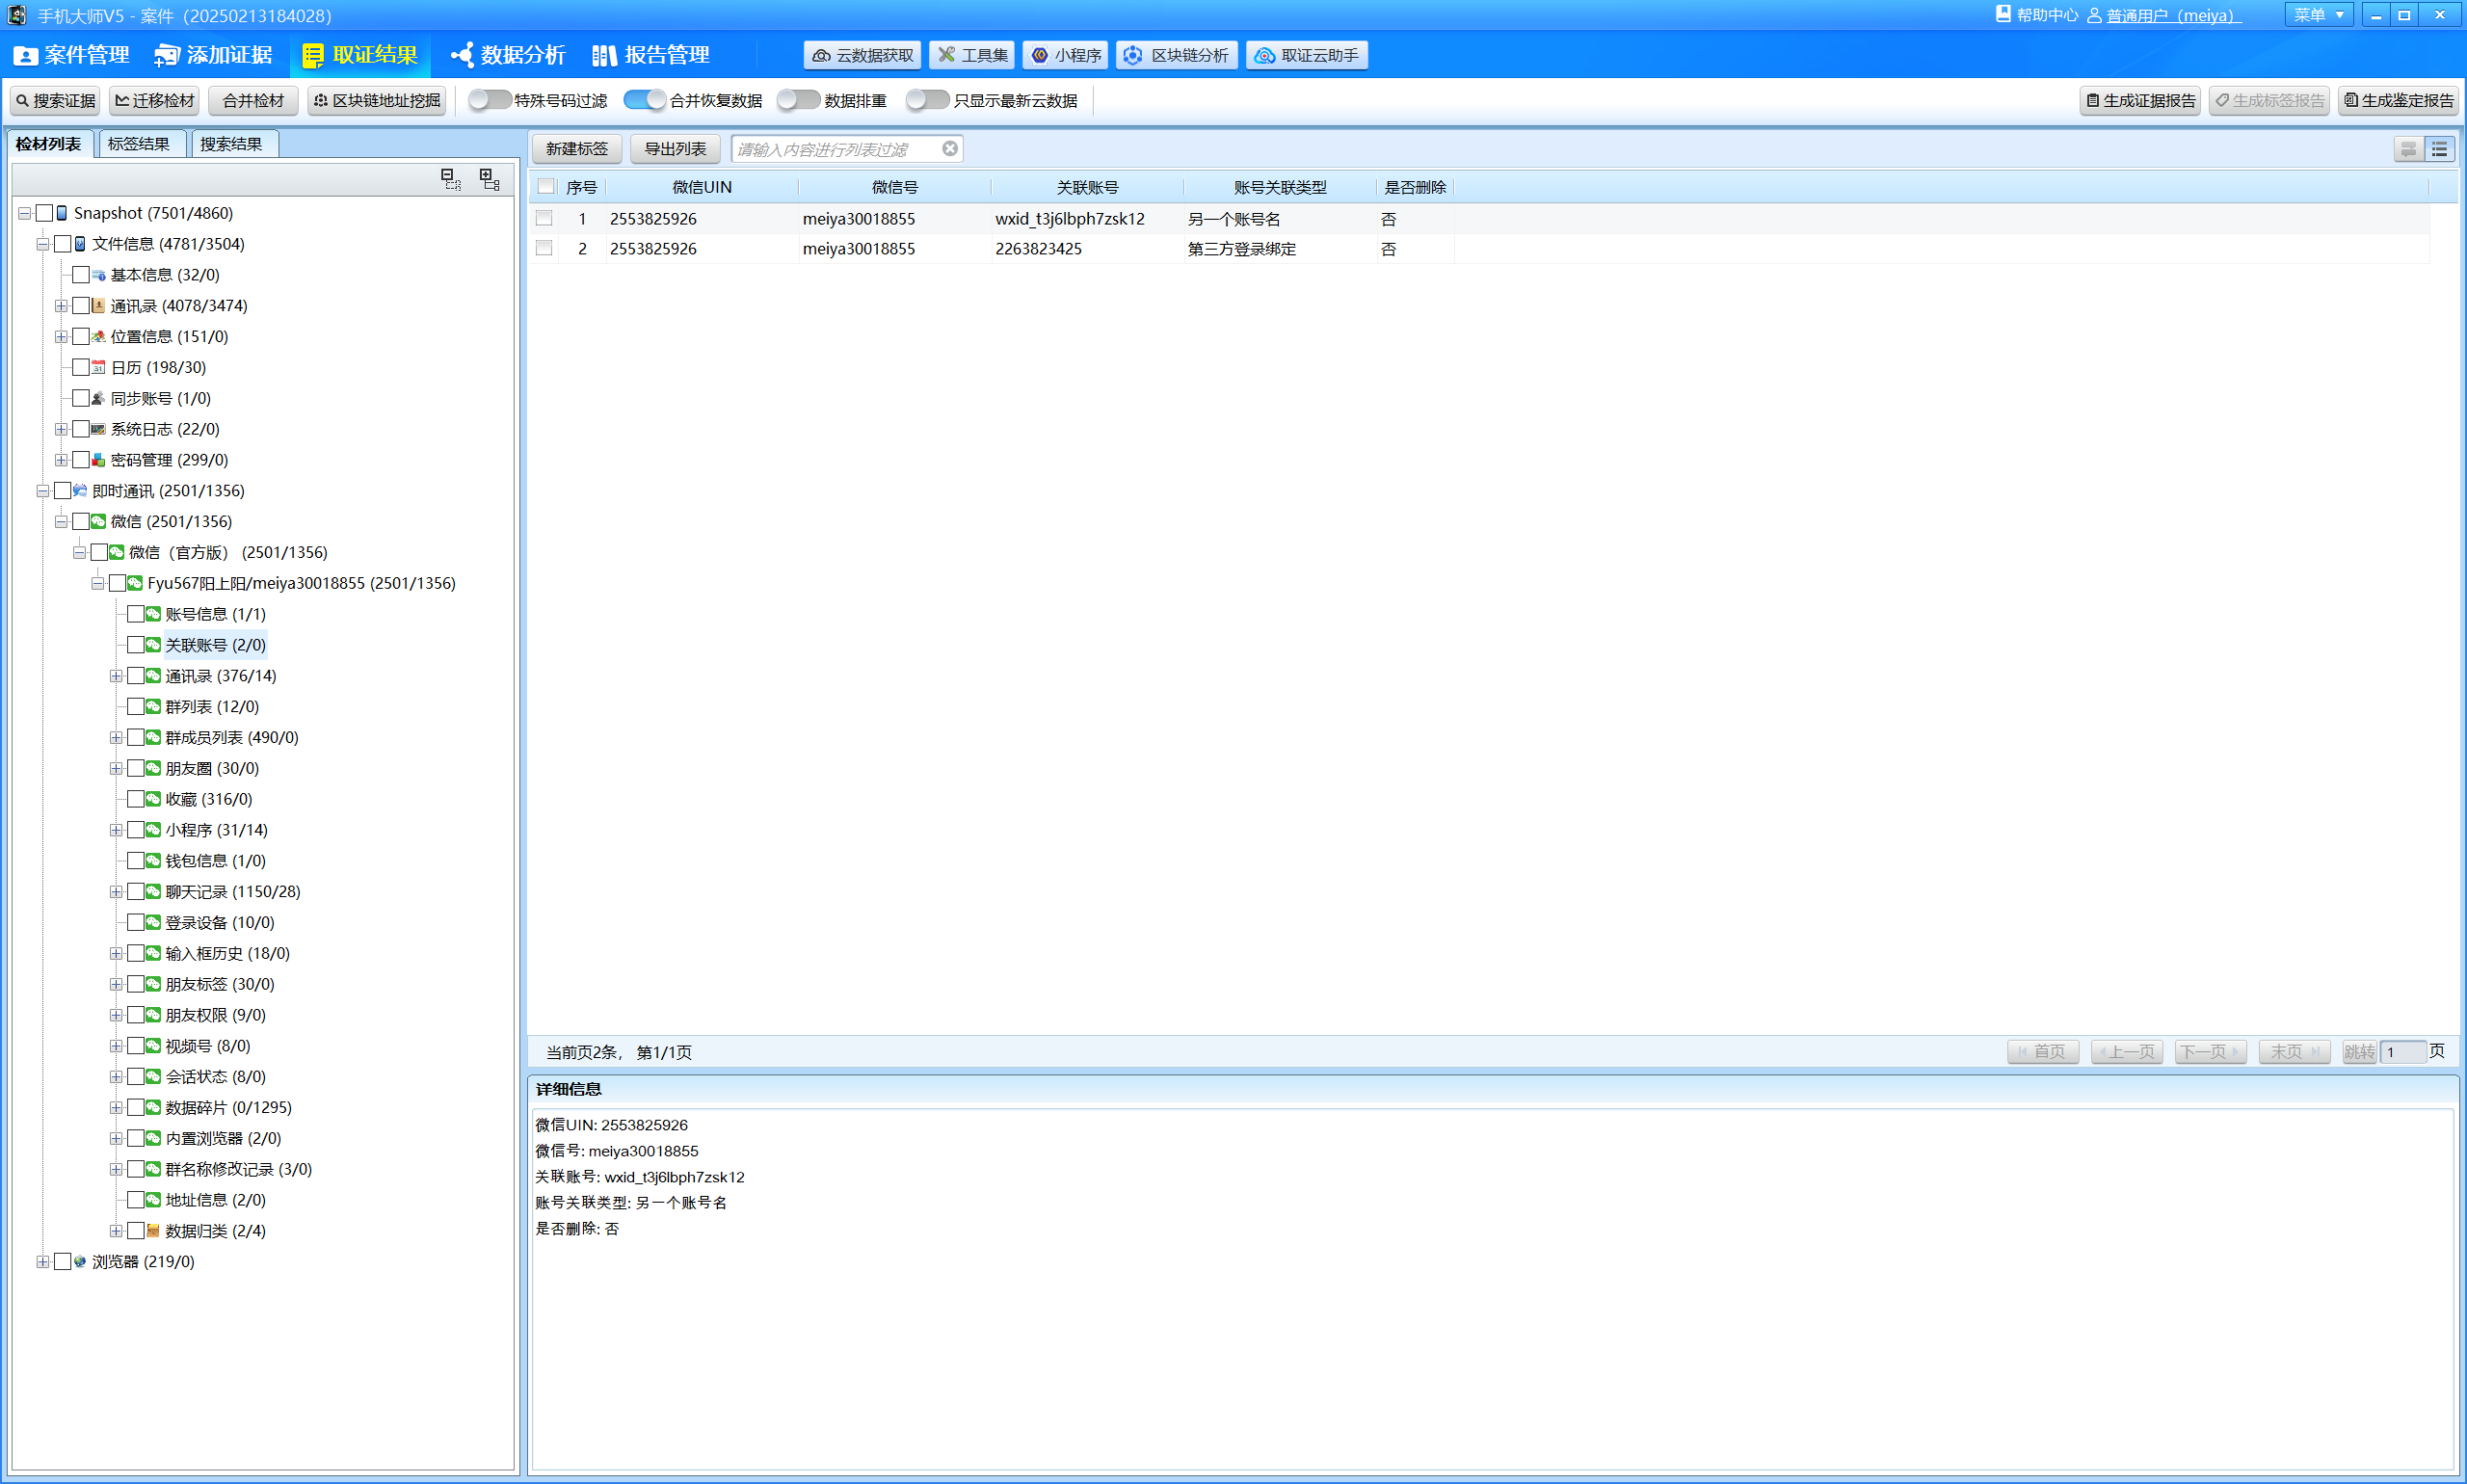 手机大师V5 - 案件（20250213184028）
帮助中心 普通用户（meiya） 菜单
案件管理 添加证据 取证结果 数据分析 报告管理 云数据获取 工具集 小程序 区块链分析 取证云助手
搜索证据 迁移检材 合并检材 区块链地址挖掘 特殊号码过滤 合并恢复数据 数据排重 只显示最新云数据 生成证据报告 生成标签报告 生成鉴定报告
检材列表 标签结果 搜索结果
Snapshot (7501/4860)
文件信息 (4781/3504)
基本信息 (32/0)
通讯录 (4078/3474)
位置信息 (151/0)
日历 (198/30)
同步账号 (1/0)
系统日志 (22/0)
密码管理 (299/0)
即时通讯 (2501/1356)
微信 (2501/1356)
微信（官方版） (2501/1356)
Fyu567阳上阳/meiya30018855 (2501/1356)
账号信息 (1/1)
关联账号 (2/0)
通讯录 (376/14)
群列表 (12/0)
群成员列表 (490/0)
朋友圈 (30/0)
收藏 (316/0)
小程序 (31/14)
钱包信息 (1/0)
聊天记录 (1150/28)
登录设备 (10/0)
输入框历史 (18/0)
朋友标签 (30/0)
朋友权限 (9/0)
视频号 (8/0)
会话状态 (8/0)
数据碎片 (0/1295)
内置浏览器 (2/0)
群名称修改记录 (3/0)
地址信息 (2/0)
数据归类 (2/4)
浏览器 (219/0)
新建标签 导出列表 请输入内容进行列表过滤
序号 微信UIN 微信号 关联账号 账号关联类型 是否删除
1 2553825926 meiya30018855 wxid_t3j6lbph7zsk12 另一个账号名 否
2 2553825926 meiya30018855 2263823425 第三方登录绑定 否
当前页2条， 第1/1页 首页 上一页 下一页 末页 跳转 1 页
详细信息
微信UIN: 2553825926
微信号: meiya30018855
关联账号: wxid_t3j6lbph7zsk12
账号关联类型: 另一个账号名
是否删除: 否